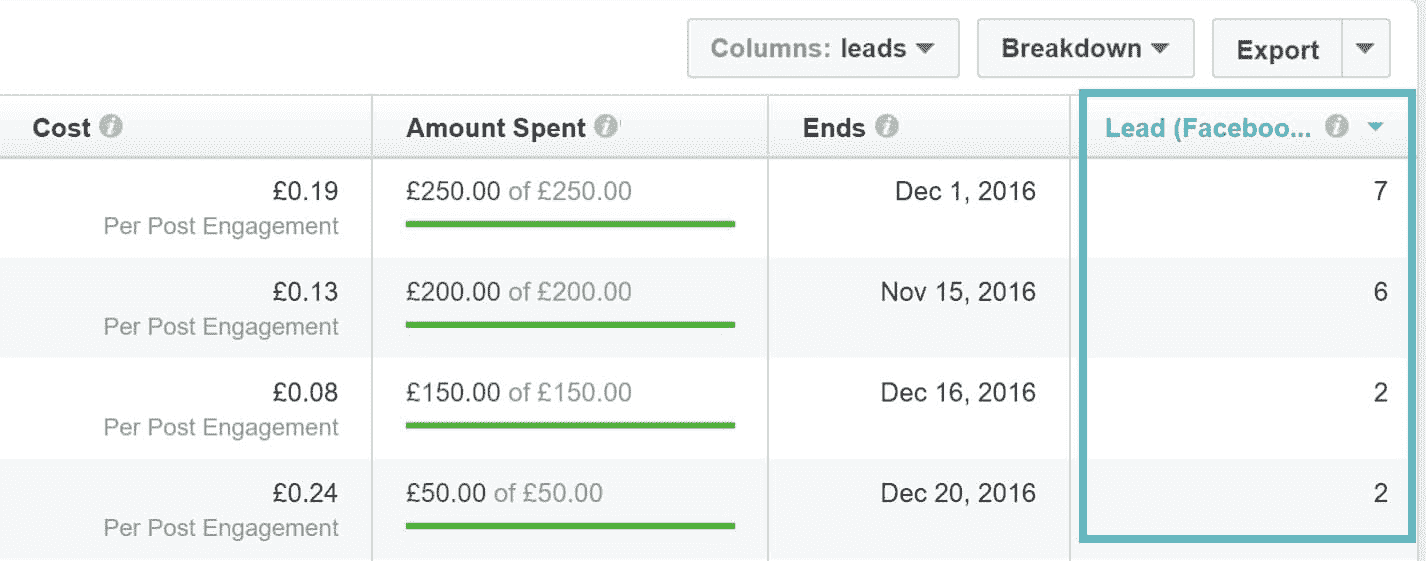 Columns: leads Breakdown Export
Cost Amount Spent Ends Lead (Faceboo...
£0.19 £250.00 of £250.00 Dec 1, 2016 7
Per Post Engagement
£0.13 £200.00 of £200.00 Nov 15, 2016 6
Per Post Engagement
£0.08 £150.00 of £150.00 Dec 16, 2016 2
Per Post Engagement
£0.24 £50.00 of £50.00 Dec 20, 2016 2
Per Post Engagement